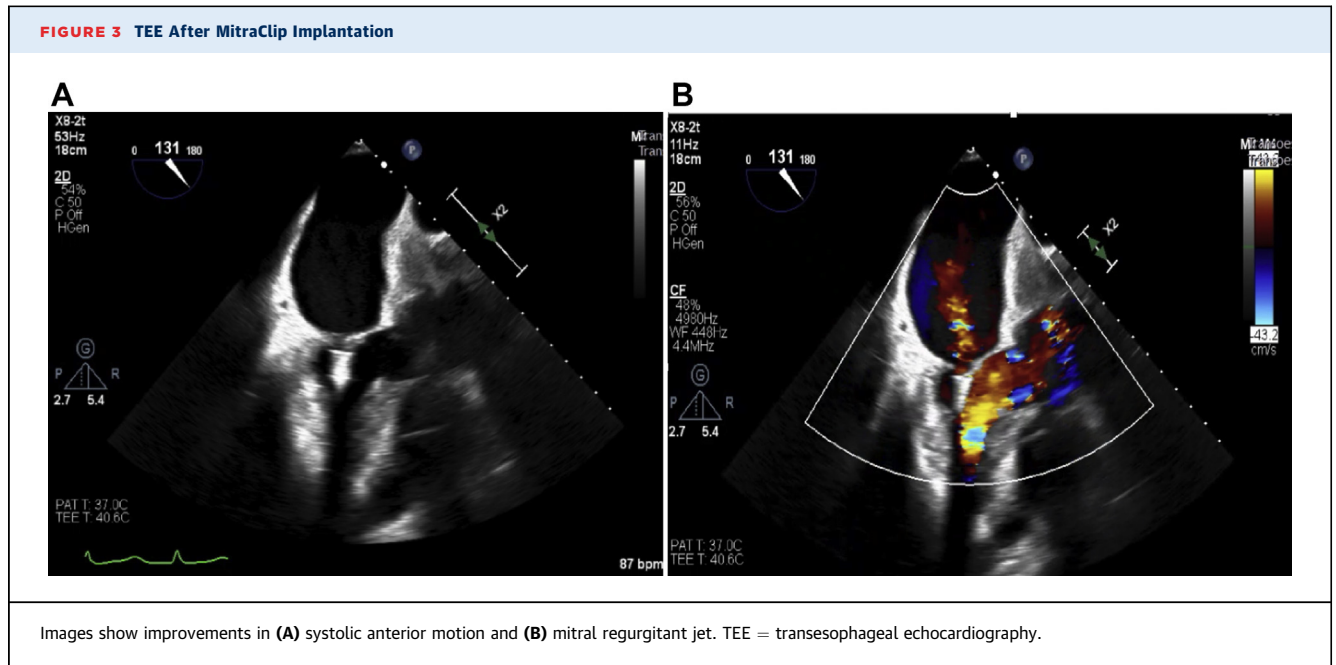 FIGURE 3 TEE After MitraClip Implantation
A
X8-2t
53Hz
18cm
0 131 180
2D
54%
C 50
P Off
HGen
P
X2
G
P R
2.7 5.4
PAT T: 37.0C
TEE T: 40.6C
87 bpm
B
X8-2t
11Hz
18cm
0 131 180
2D
56%
C 50
P Off
HGen
CF
48%
4980Hz
WF 448Hz
4.4MHz
P
X2
-43.2
cm/s
G
P R
2.7 5.4
PAT T: 37.0C
TEE T: 40.6C
Images show improvements in (A) systolic anterior motion and (B) mitral regurgitant jet. TEE = transesophageal echocardiography.